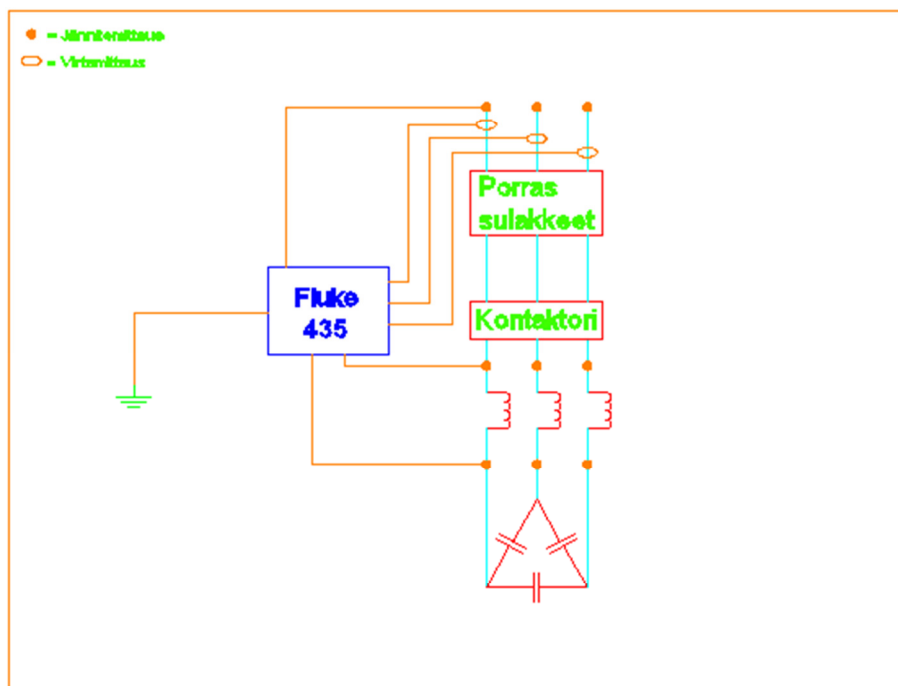 = Jännitemittaus
= Virtamittaus
Porras
sulakkeet
Fluke
435
Kontaktori